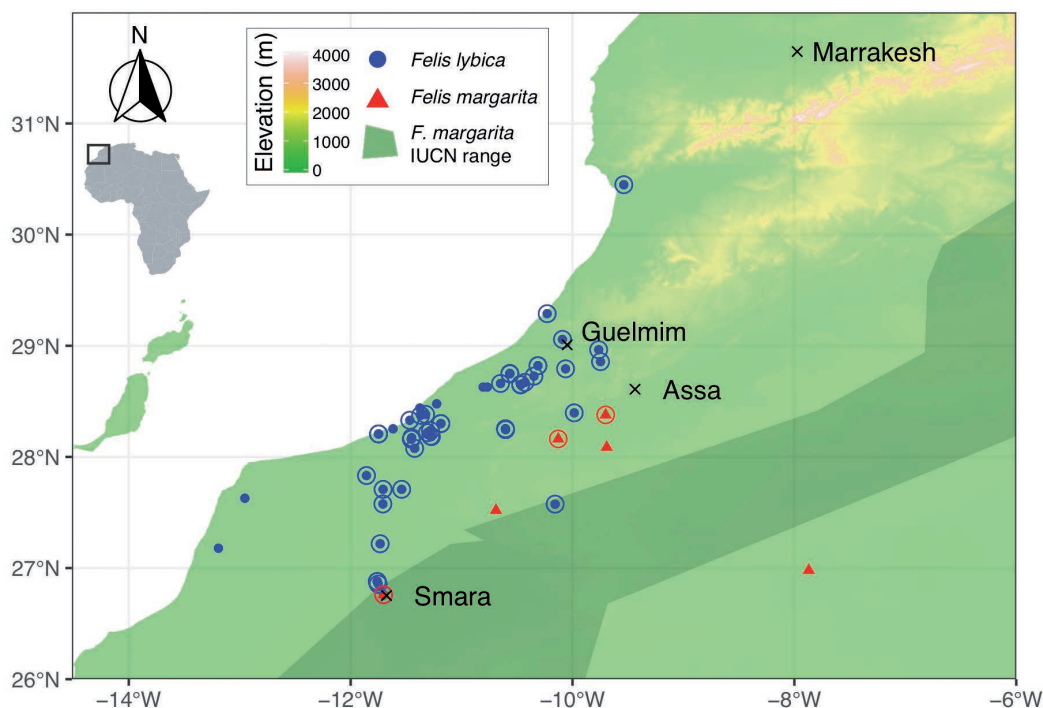 N
Elevation (m)
4000
3000
2000
1000
0
Felis lybica
Felis margarita
F. margarita
IUCN range
Marrakesh
Guelmim
Assa
Smara
31°N
30°N
29°N
28°N
27°N
26°N
−14°W
−12°W
−10°W
−8°W
−6°W